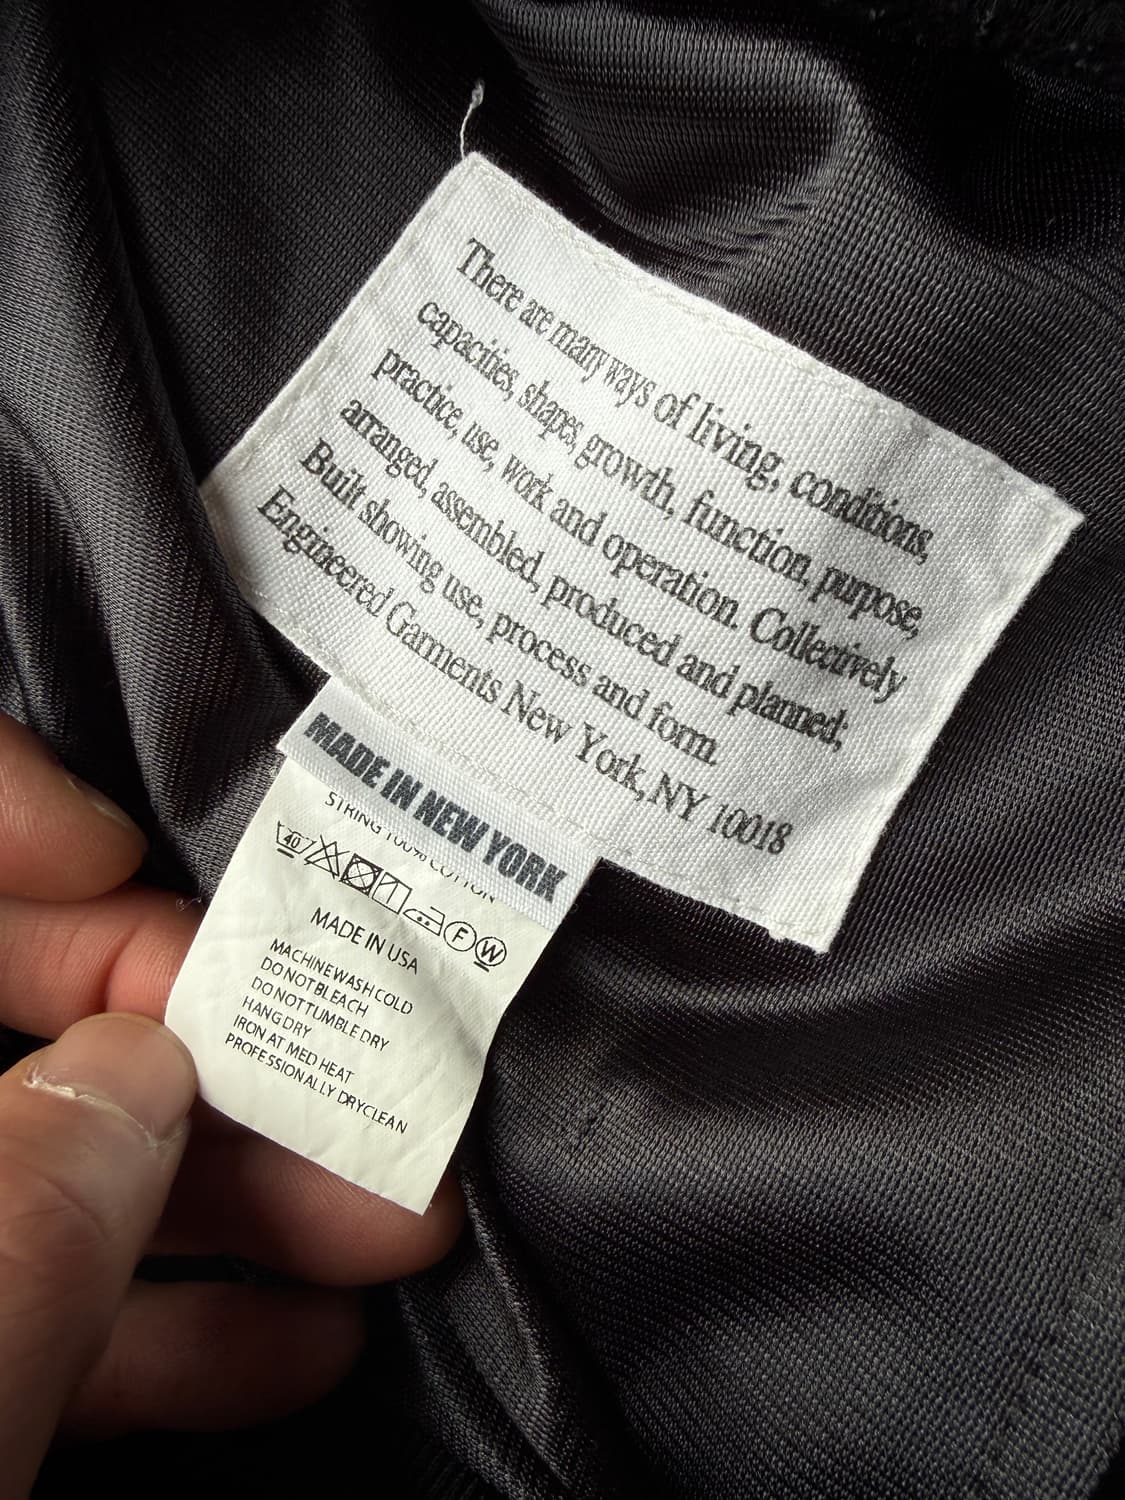 There are many ways of living, conditions,
capacities, shapes, growth, function, purpose,
practice, use, work and operation. Collectively
arranged, assembled, produced and planned;
Built showing use, process and form.
Engineered Garments New York, NY 10018
MADE IN NEW YORK
STRING 100% COTTON
40 F W
MADE IN USA
MACHINE WASH COLD
DO NOT BLEACH
DO NOT TUMBLE DRY
HANG DRY
IRON AT MED HEAT
PROFESSIONALLY DRYCLEAN